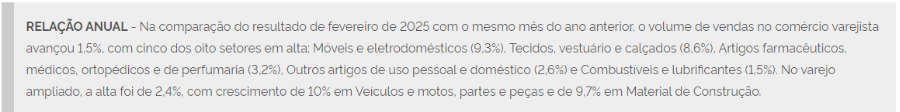 RELAÇÃO ANUAL - Na comparação do resultado de fevereiro de 2025 com o mesmo mês do ano anterior, o volume de vendas no comércio varejista
avançou 1,5%, com cinco dos oito setores em alta: Móveis e eletrodomésticos (9,3%), Tecidos, vestuário e calçados (8,6%), Artigos farmacêuticos,
médicos, ortopédicos e de perfumaria (3,2%), Outros artigos de uso pessoal e doméstico (2,6%) e Combustíveis e lubrificantes (1,5%). No varejo
ampliado, a alta foi de 2,4%, com crescimento de 10% em Veículos e motos, partes e peças e de 9,7% em Material de Construção.